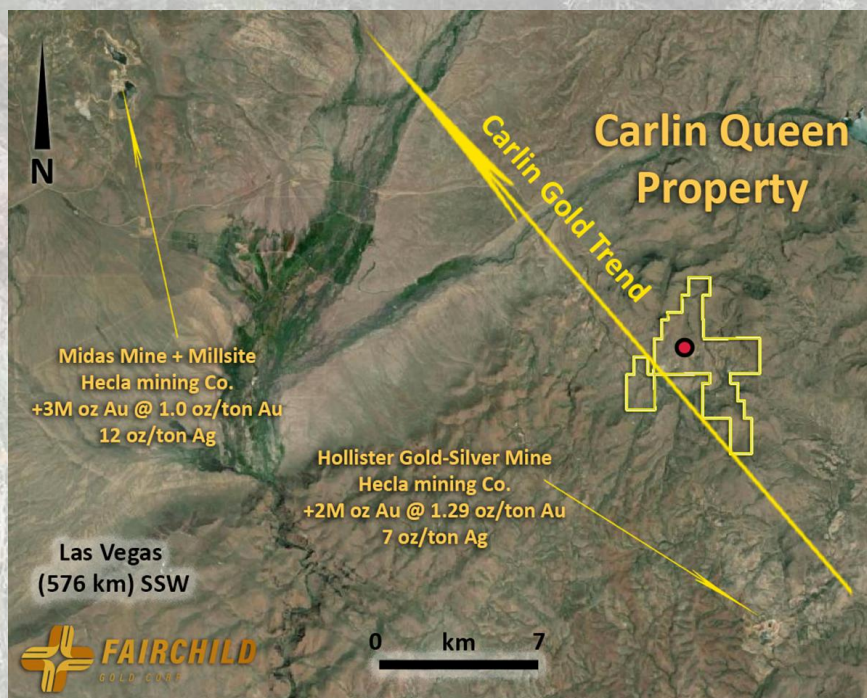 N
Carlin Gold Trend
Carlin Queen
Property
Midas Mine + Millsite
Hecla mining Co.
+3M oz Au @ 1.0 oz/ton Au
12 oz/ton Ag
Hollister Gold-Silver Mine
Hecla mining Co.
+2M oz Au @ 1.29 oz/ton Au
7 oz/ton Ag
Las Vegas
(576 km) SSW
FAIRCHILD
GOLD CORP
0 km 7